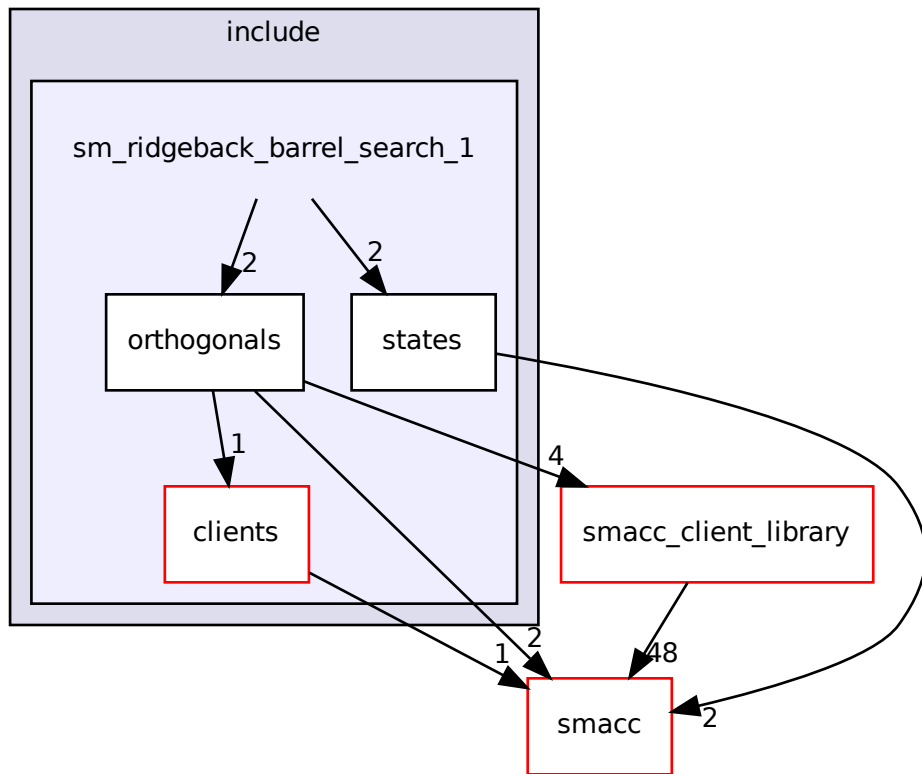 include
sm_ridgeback_barrel_search_1
2
2
orthogonals
states
1
4
clients
smacc_client_library
2
1
48
2
smacc